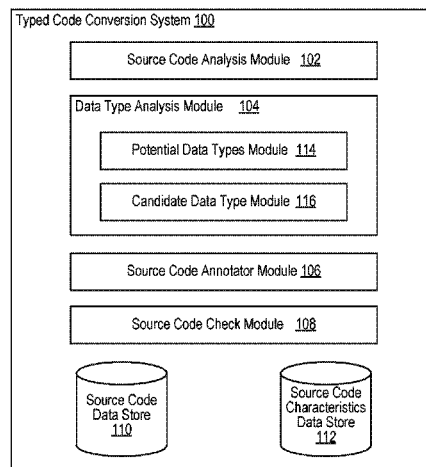 Typed Code Conversion System 100
Source Code Analysis Module 102
Data Type Analysis Module 104
Potential Data Types Module 114
Candidate Data Type Module 116
Source Code Annotator Module 106
Source Code Check Module 108
Source Code
Data Store
110
Source Code
Characteristics
Data Store
112